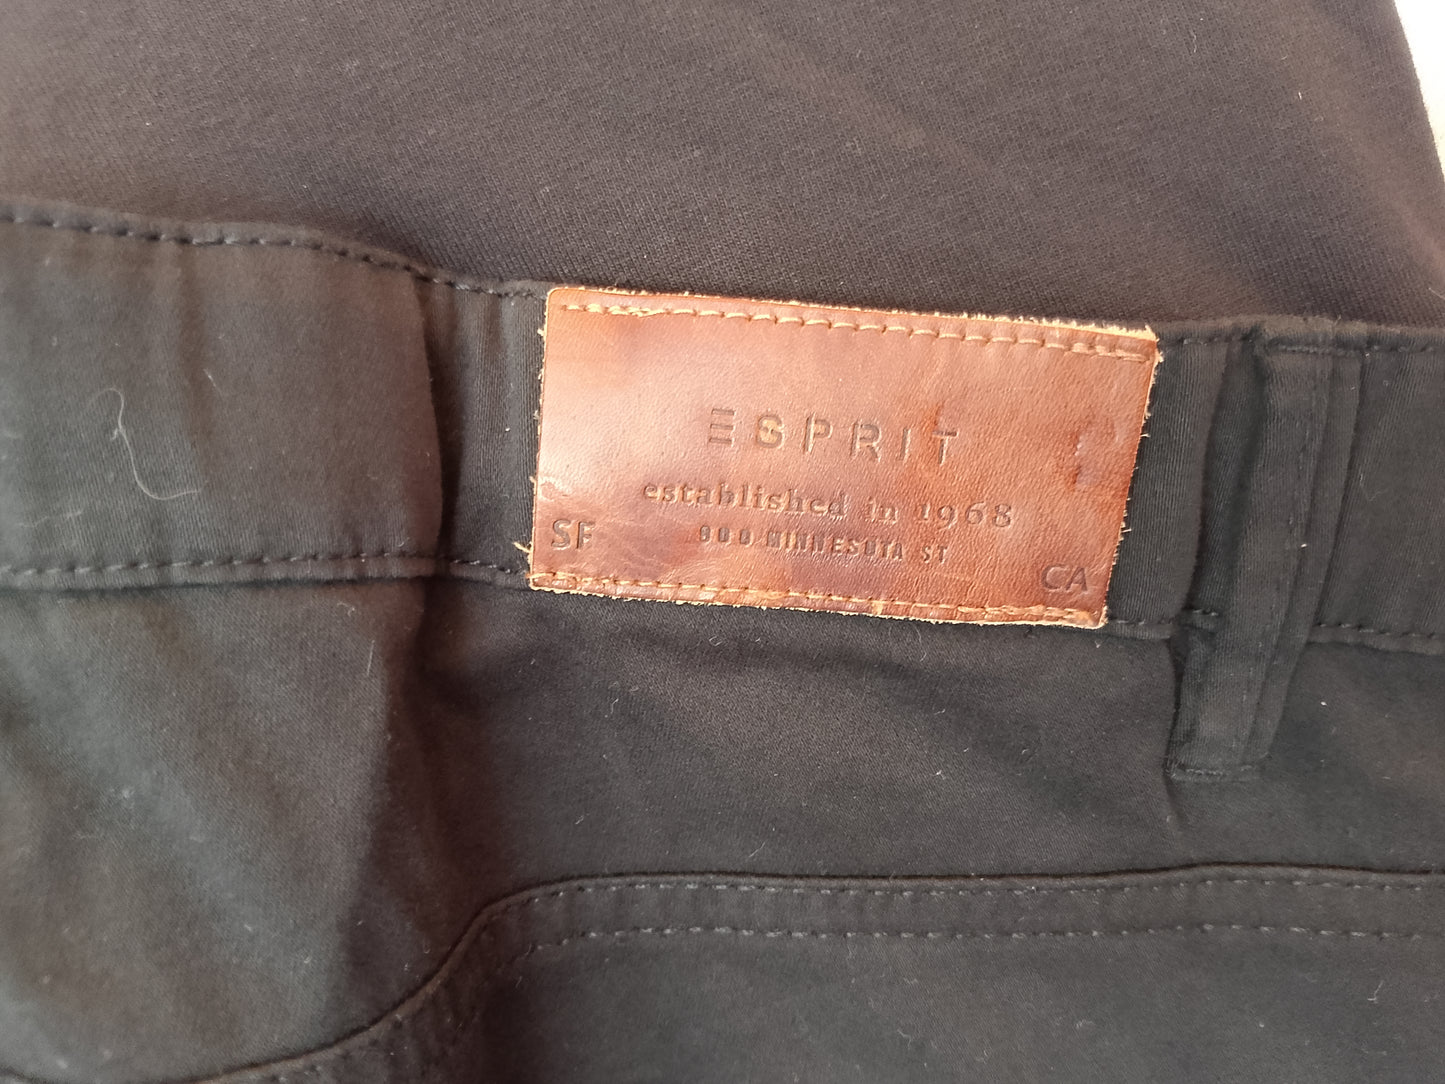 ESPRIT
established in 1968
SF
900 MINNESOTA ST
CA